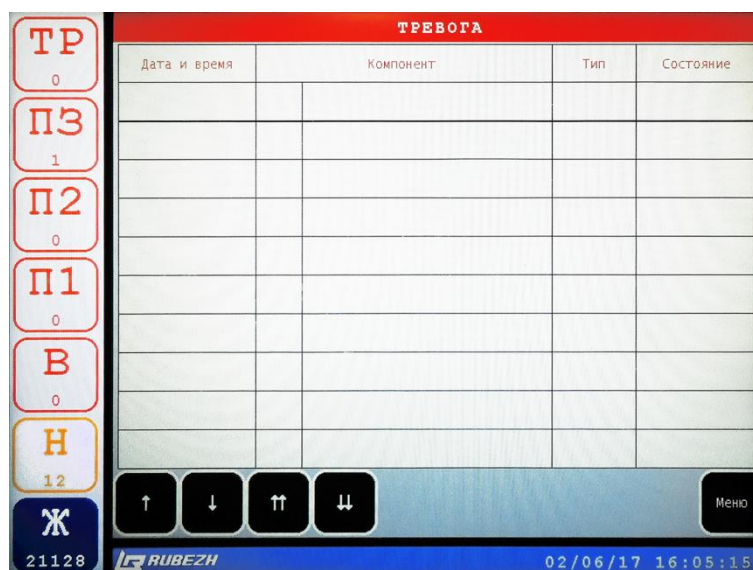 ТРЕВОГА
Дата и время Компонент Тип Состояние
ТР
0
ПЗ
1
П2
0
П1
0
В
0
Н
12
Ж
21128
Меню
RUBEZH
02/06/17 16:05:15